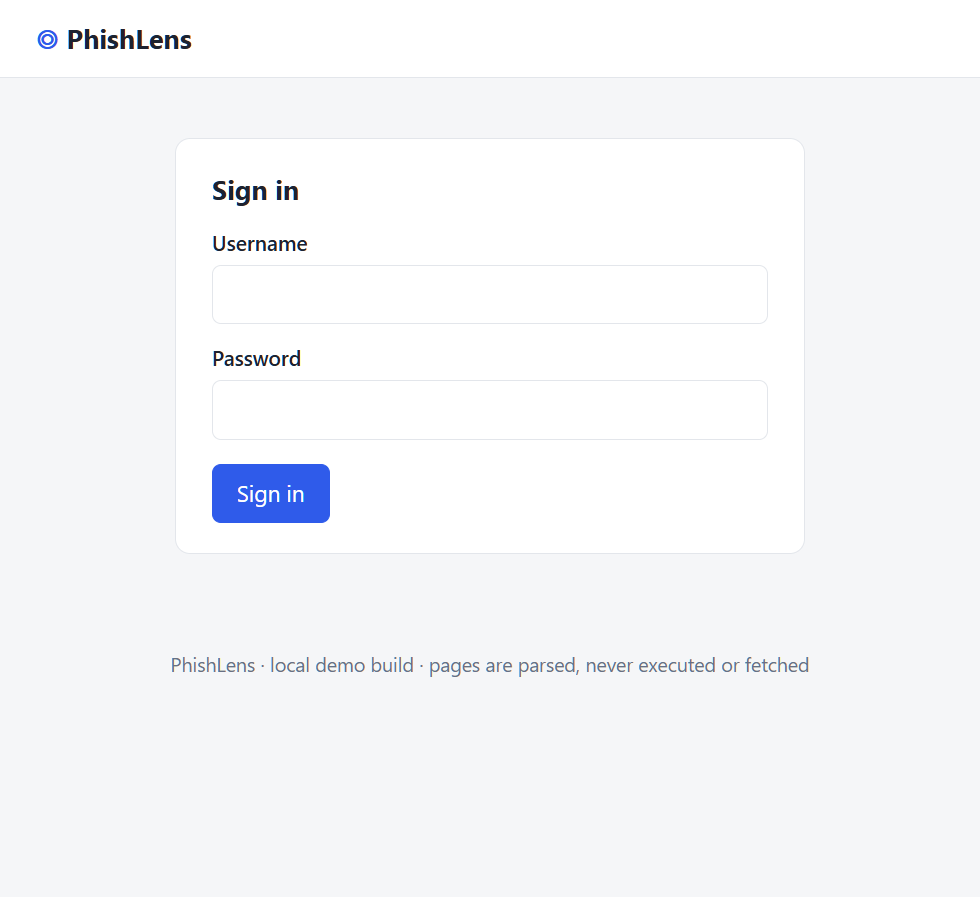 PhishLens
Sign in
Username
Password
Sign in
PhishLens · local demo build · pages are parsed, never executed or fetched